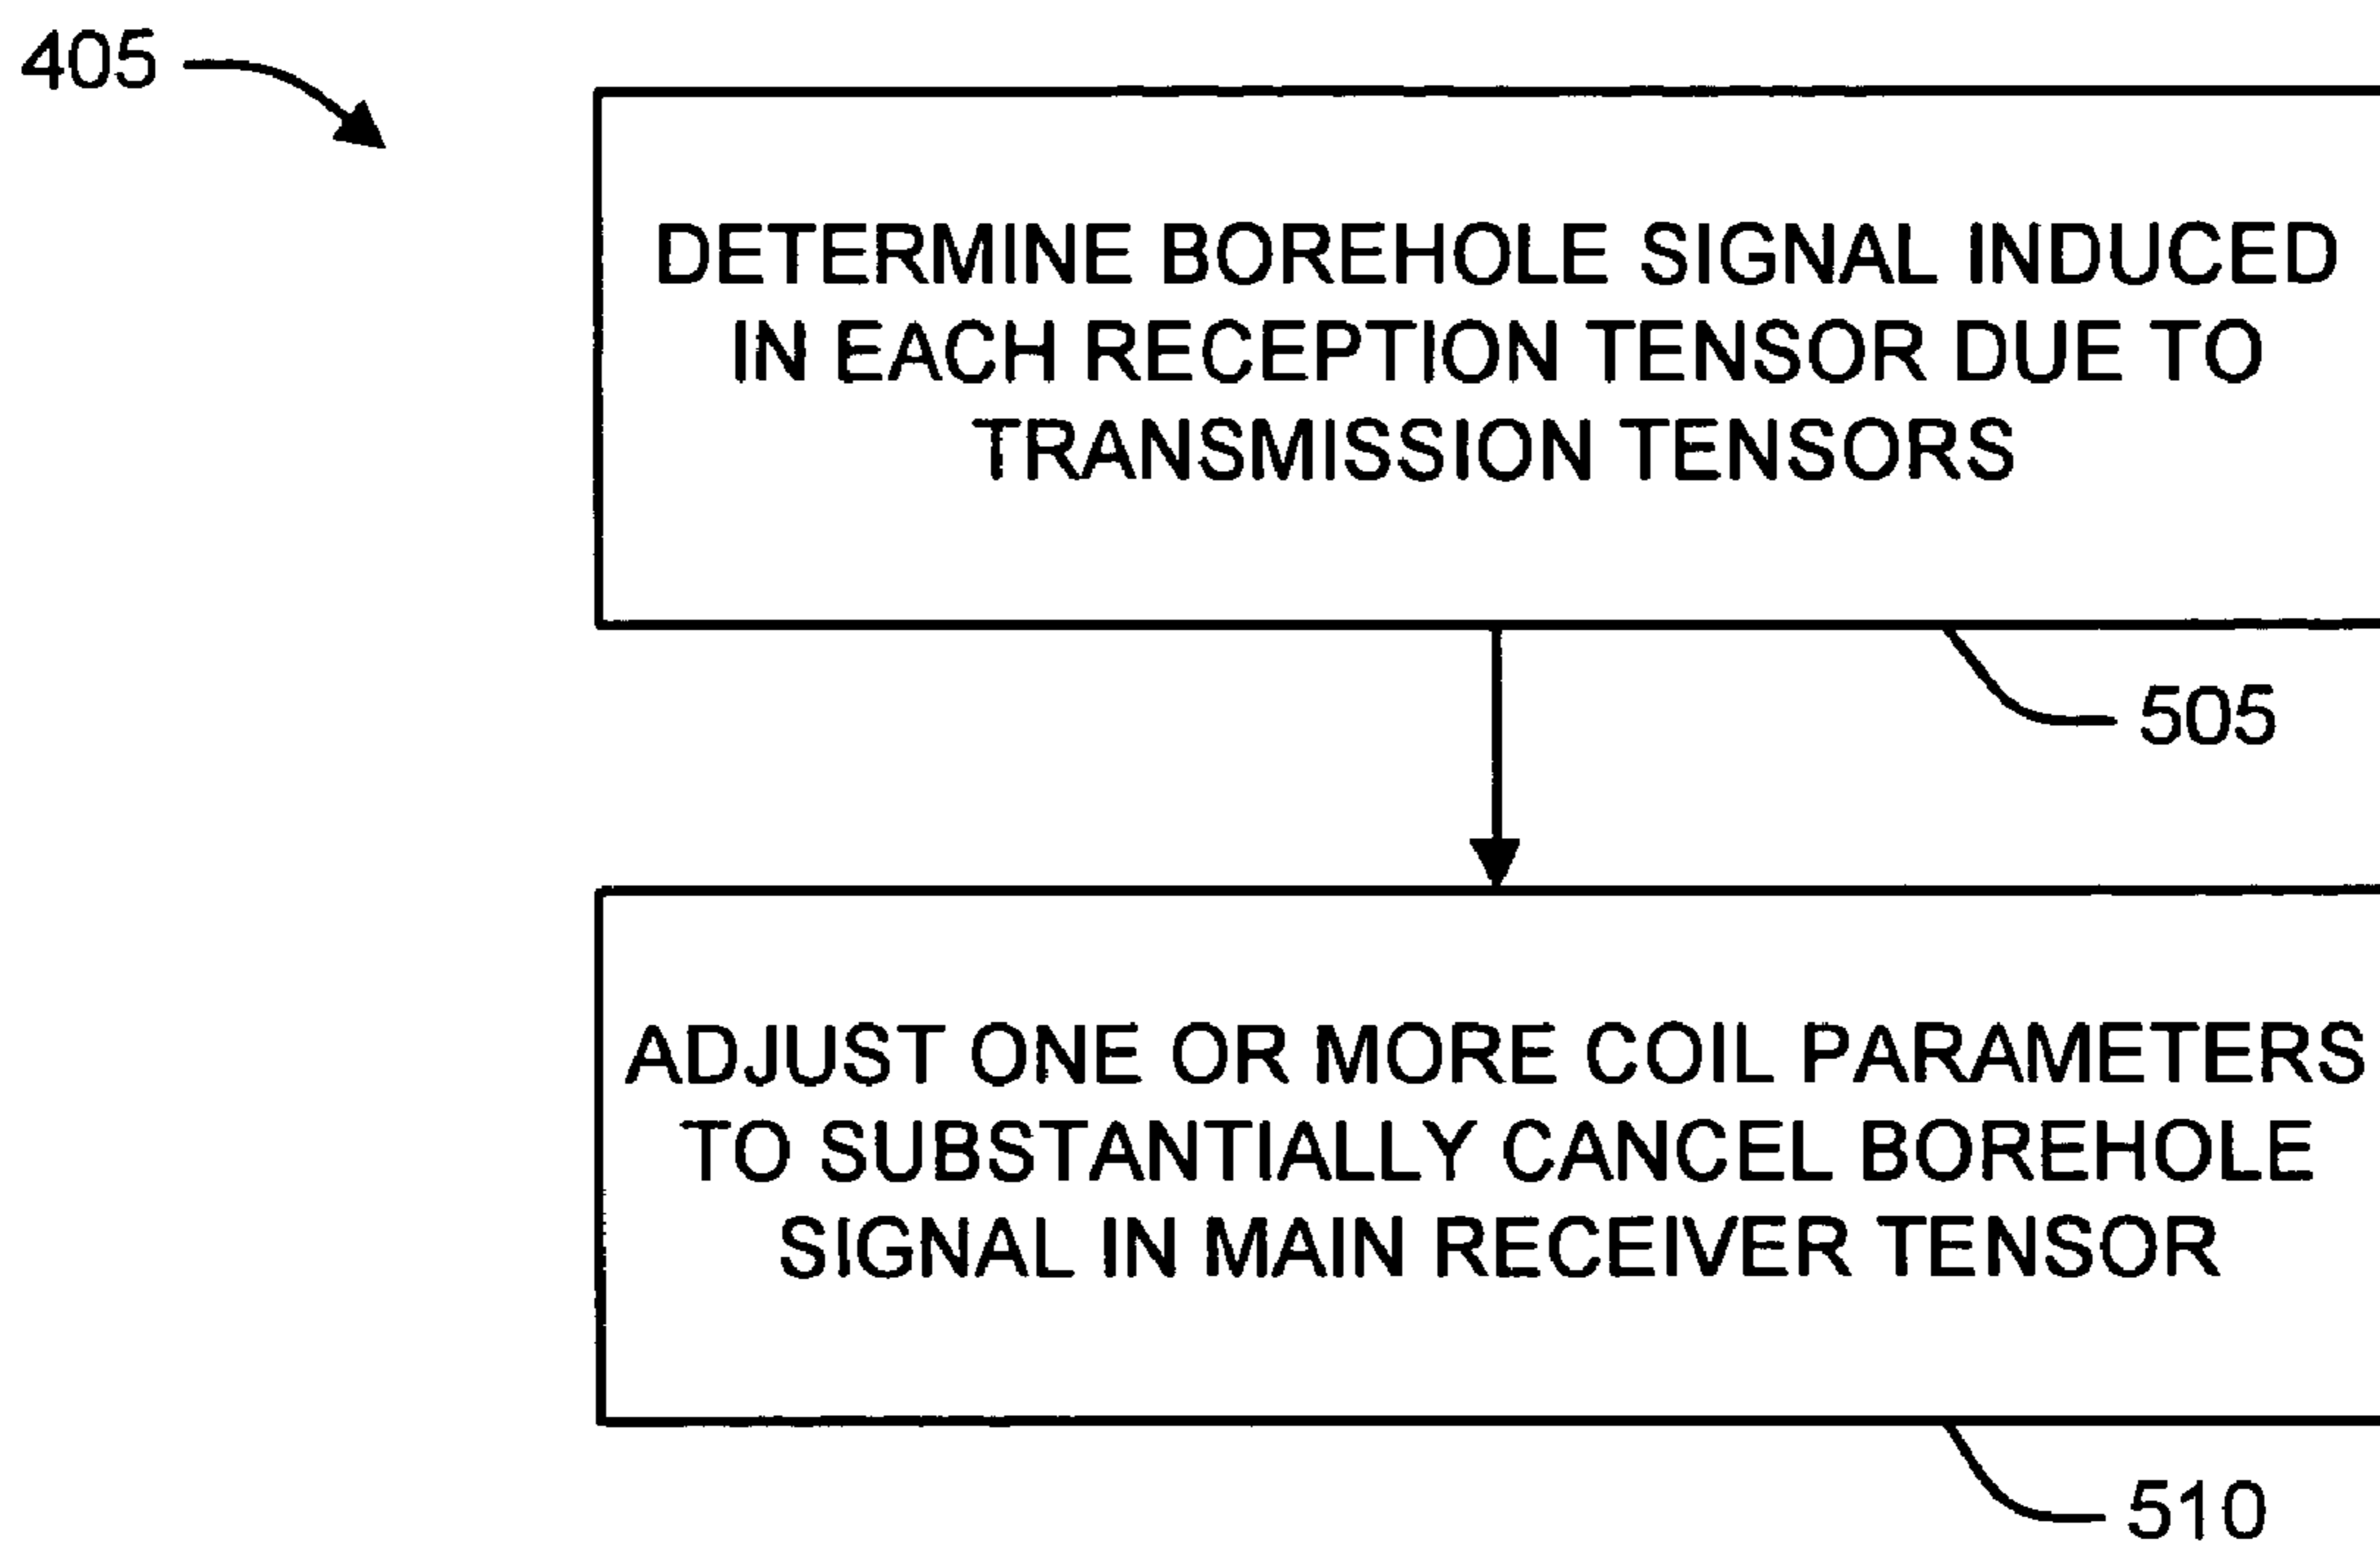 405
DETERMINE BOREHOLE SIGNAL INDUCED
IN EACH RECEPTION TENSOR DUE TO
TRANSMISSION TENSORS
505
ADJUST ONE OR MORE COIL PARAMETERS
TO SUBSTANTIALLY CANCEL BOREHOLE
SIGNAL IN MAIN RECEIVER TENSOR
510